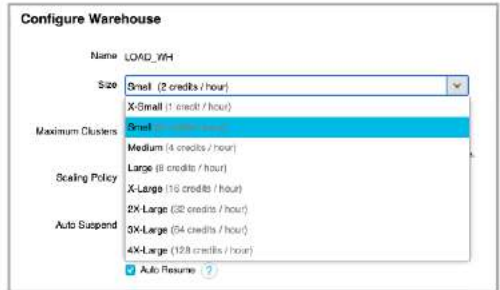 Configure Warehouse
Name LOAD_WH
Size Small (2 credits / hour)
X-Small (1 credit / hour)
Maximum Clusters
Small
Medium (4 credits / hour)
Large (8 credits / hour)
Scaling Policy
X-Large (16 credits / hour)
2X-Large (32 credits / hour)
Auto Suspend
3X-Large (64 credits / hour)
4X-Large (128 credits / hour)
Auto Resume ?